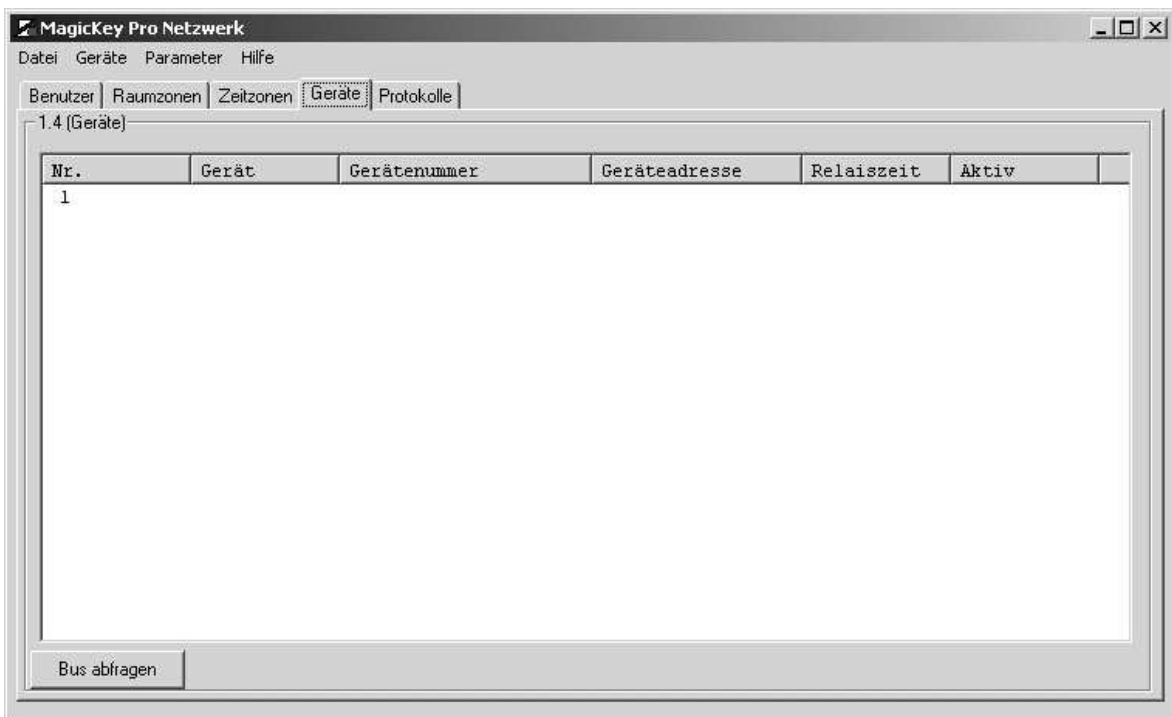 MagicKey Pro Netzwerk
Datei Geräte Parameter Hilfe
Benutzer Raumzonen Zeitzonen Geräte Protokolle
1.4 (Geräte)
Nr. Gerät Gerätenummer Geräteadresse Relaiszeit Aktiv
1
Bus abfragen